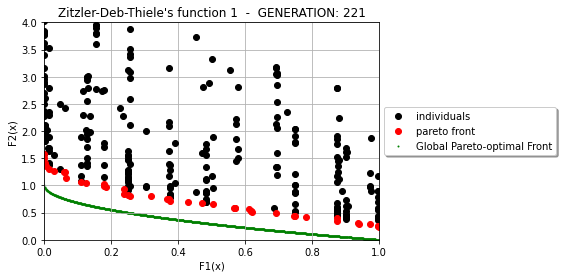 Zitzler-Deb-Thiele's function 1 - GENERATION: 221
F2(x)
4.0
3.5
3.0
2.5
2.0
1.5
1.0
0.5
0.0
0.0 0.2 0.4 0.6 0.8 1.0
F1(x)
individuals
pareto front
Global Pareto-optimal Front